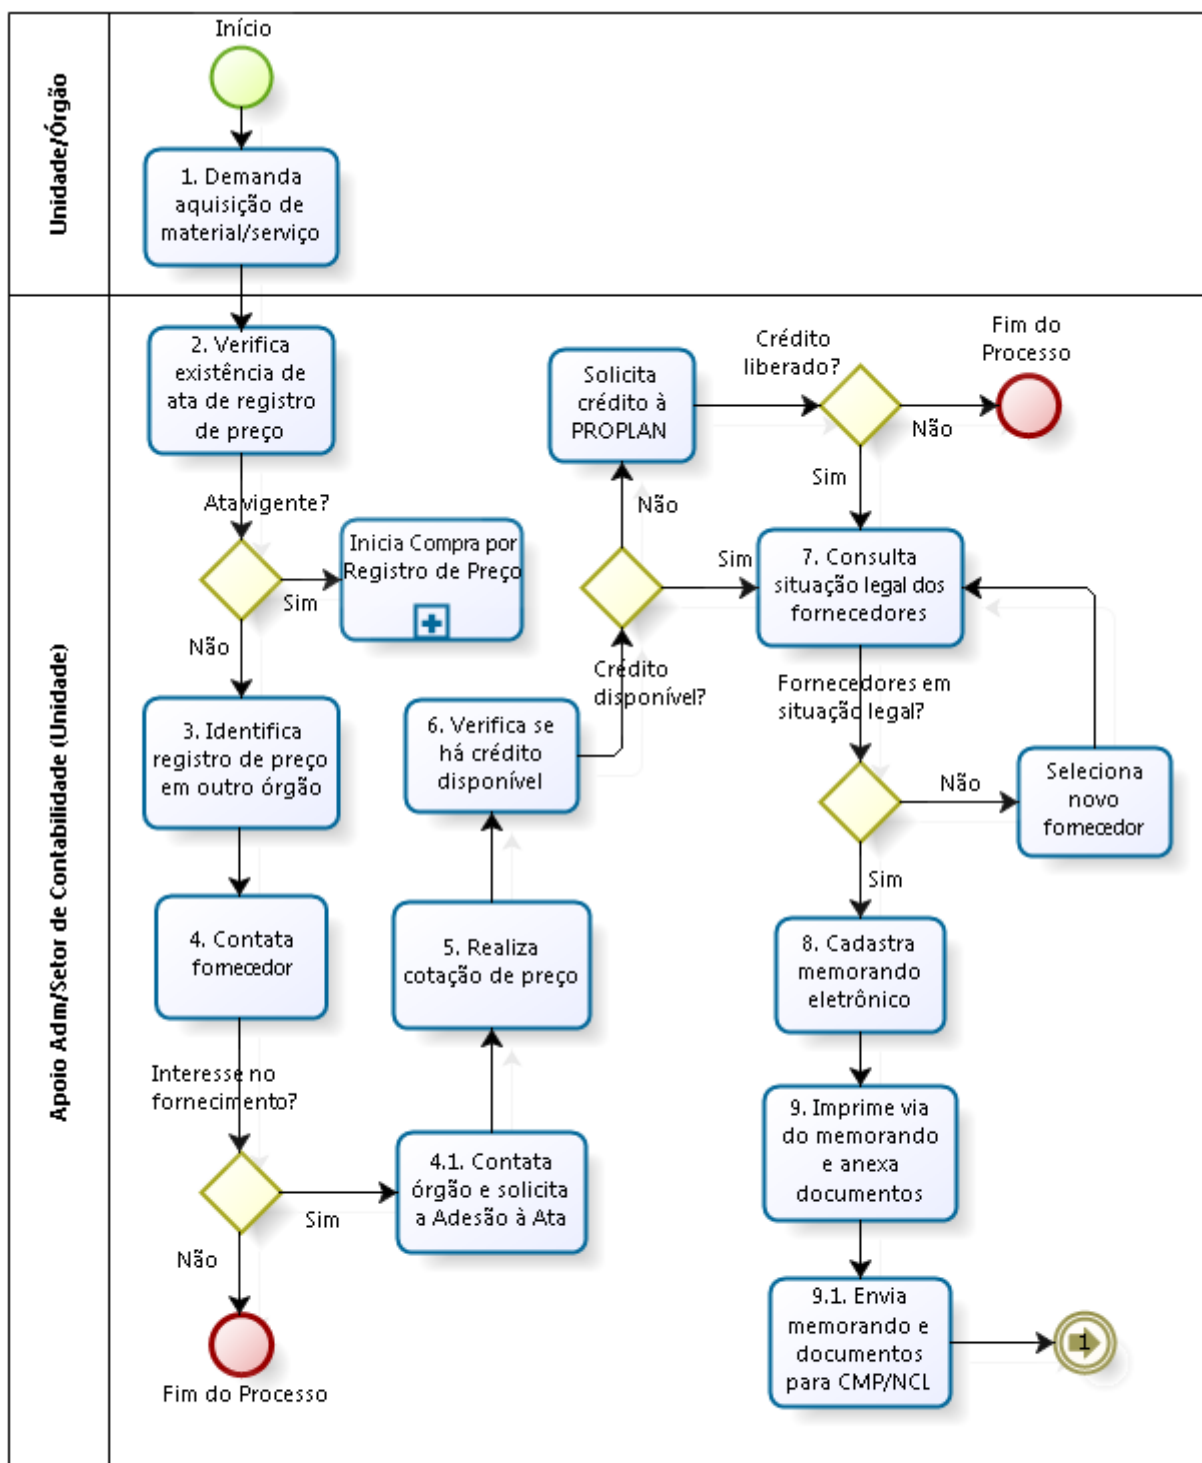 Início
Unidade/Órgão
1. Demanda
aquisição de
material/serviço
Apoio Adm/Setor de Contabilidade (Unidade)
2. Verifica
existência de
ata de registro
de preço
Ata vigente?
Sim
Inicia Compra por
Registro de Preço
Não
3. Identifica
registro de preço
em outro órgão
4. Contata
fornecedor
Interesse no
fornecimento?
Sim
Não
Fim do Processo
4.1. Contata
órgão e solicita
a Adesão à Ata
5. Realiza
cotação de preço
6. Verifica se
há crédito
disponível
Crédito
disponível?
Não
Sim
Solicita
crédito à
PROPLAN
Crédito
liberado?
Não
Fim do
Processo
Sim
7. Consulta
situação legal dos
fornecedores
Fornecedores em
situação legal?
Não
Seleciona
novo
fornecedor
Sim
8. Cadastra
memorando
eletrônico
9. Imprime via
do memorando
e anexa
documentos
9.1. Envia
memorando e
documentos
para CMP/NCL
1